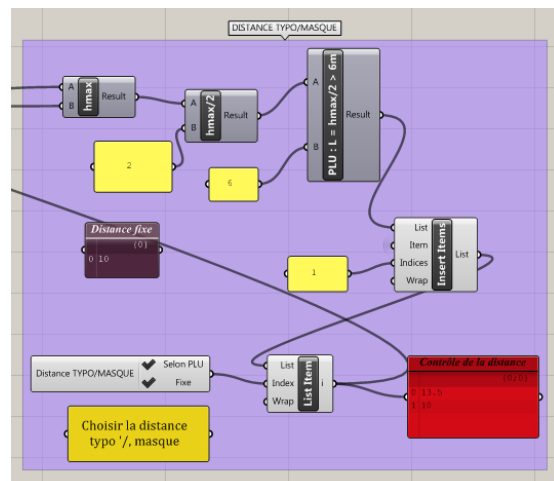 DISTANCE TYPO/MASQUE
A
B
hmax
Result
A
B
hmax/2
Result
A
B
PLU : L = hmax/2 > 6m
Result
2
6
Distance fixe
{0}
0 10
List
Item
Indices
Wrap
Insert Items
List
1
Distance TYPO/MASQUE
Selon PLU
Fixe
List
Index
Wrap
List Item
i
Contrôle de la distance
{0;0}
0 13.5
1 10
Choisir la distance
typo '/, masque